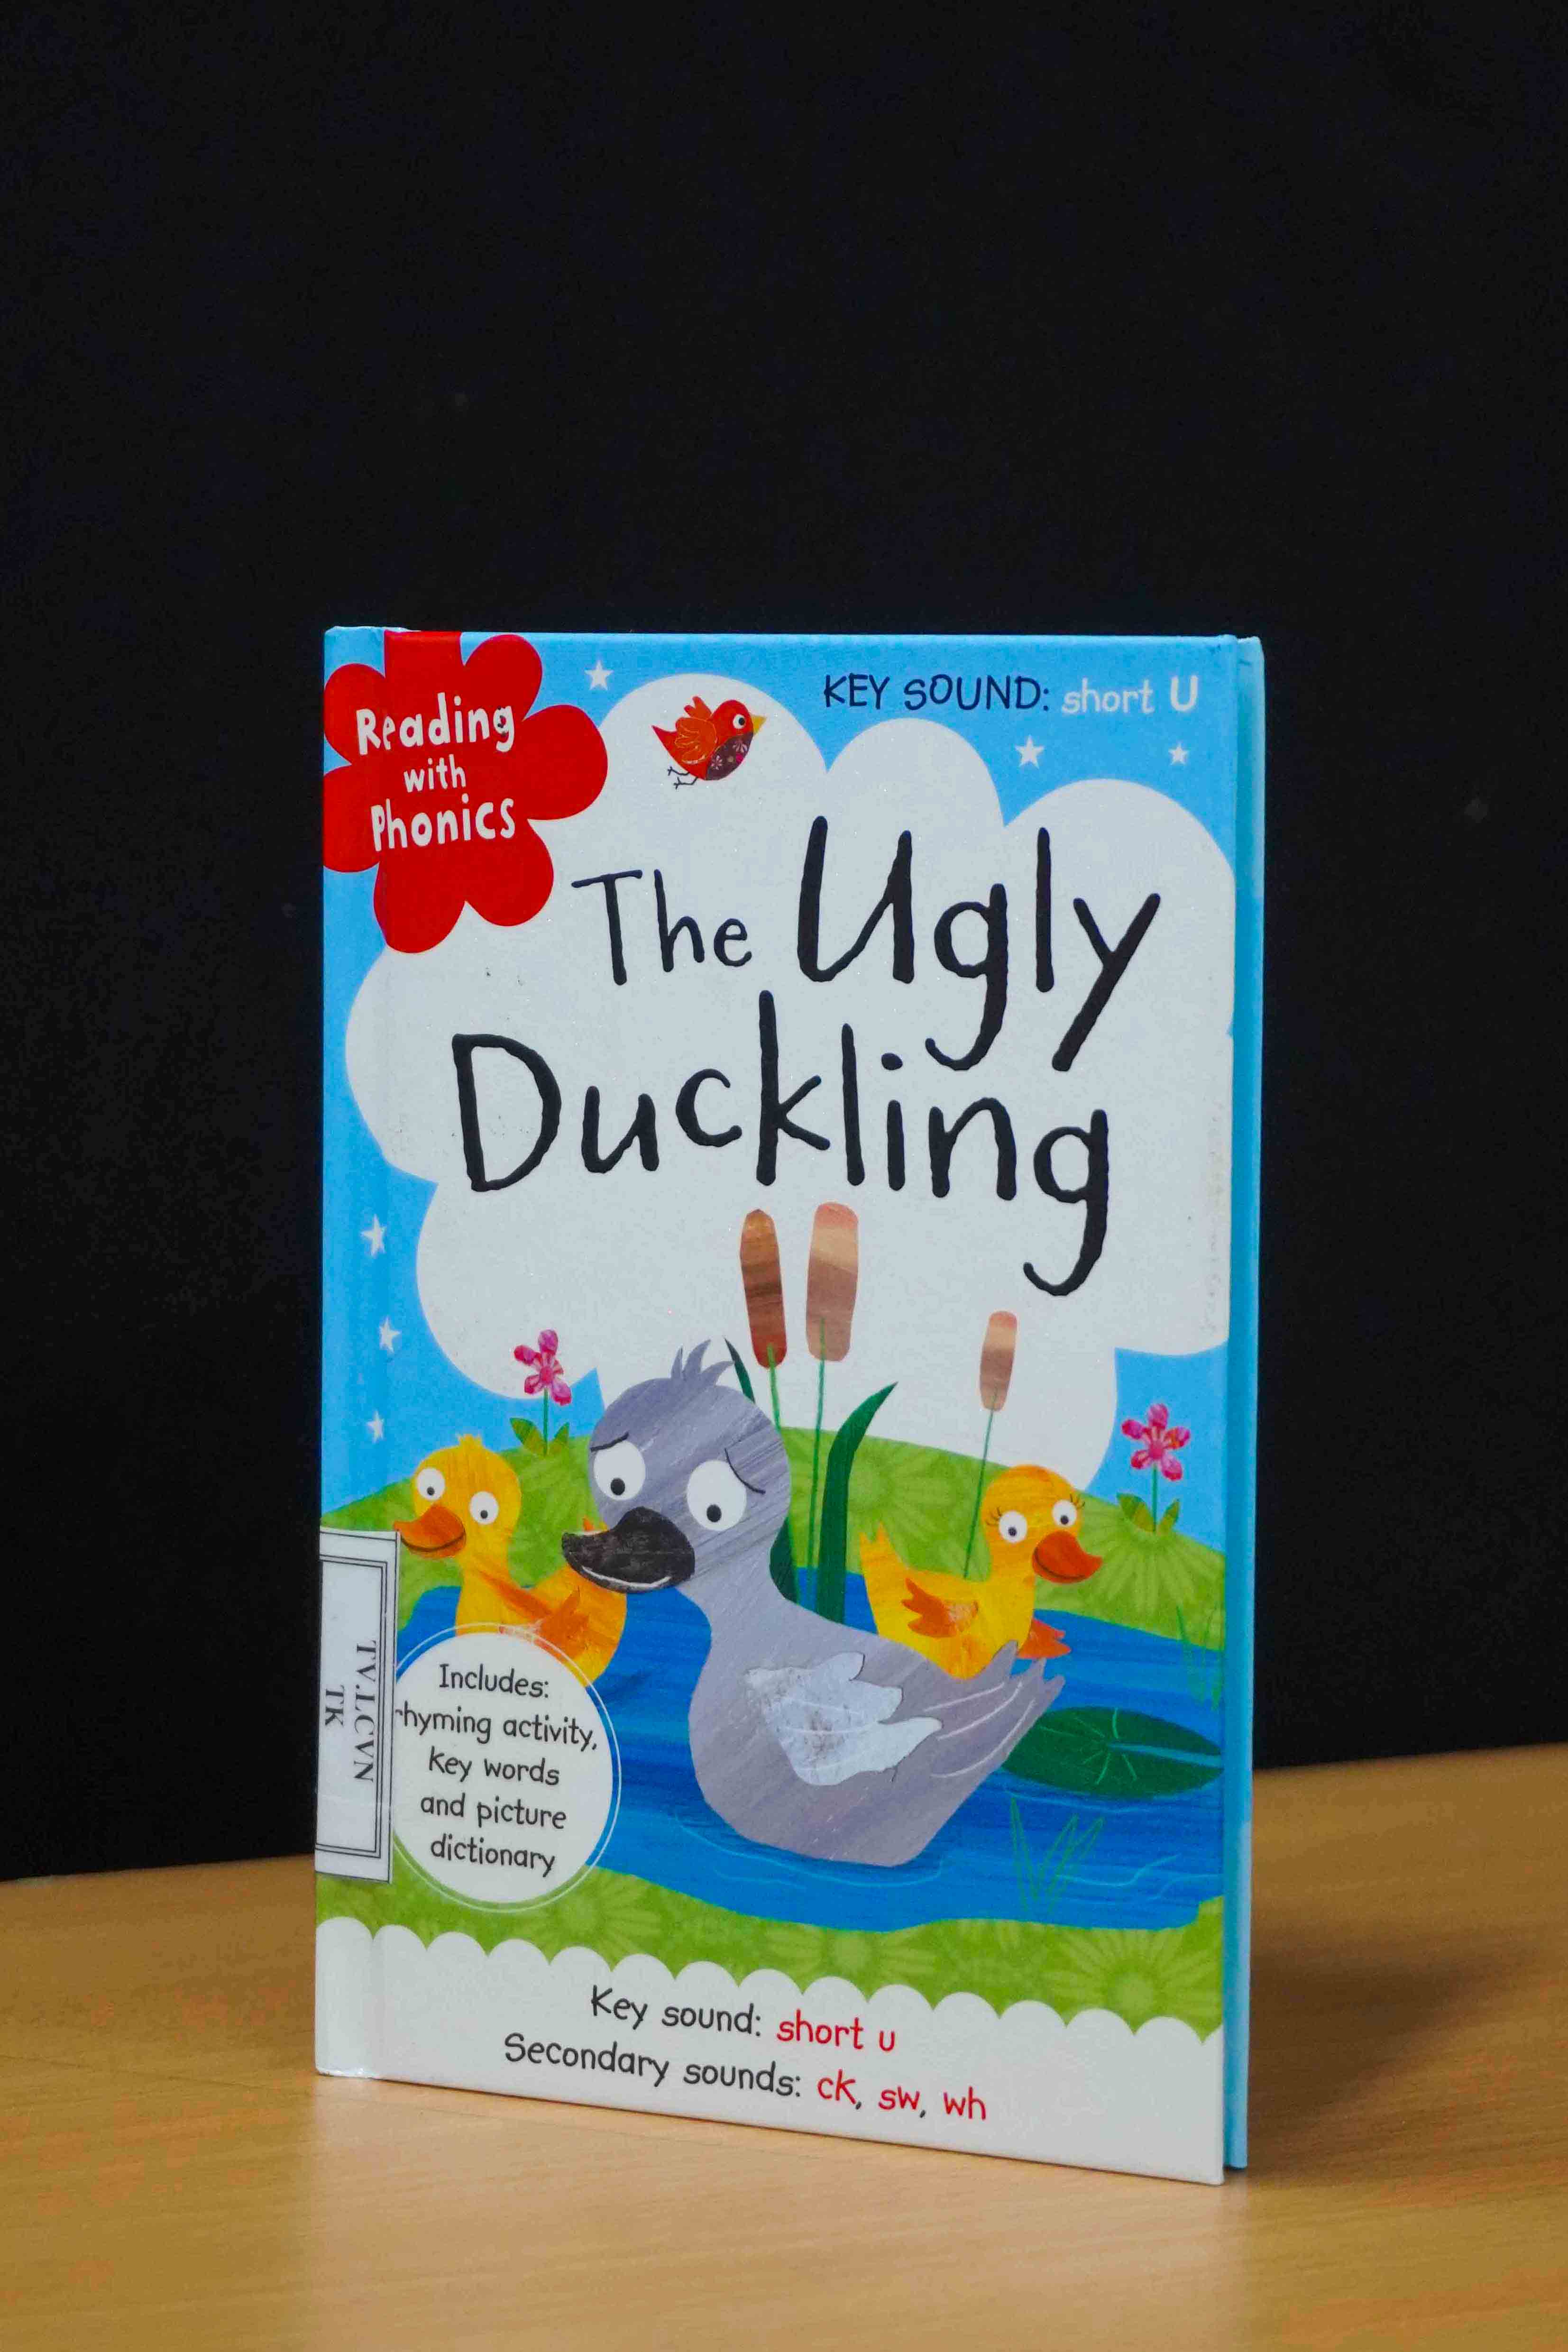 Reading
with
Phonics
KEY SOUND: short U
The Ugly
Duckling
TV.LCVN
TK
Includes:
rhyming activity,
key words
and picture
dictionary
Key sound: short u
Secondary sounds: ck, sw, wh